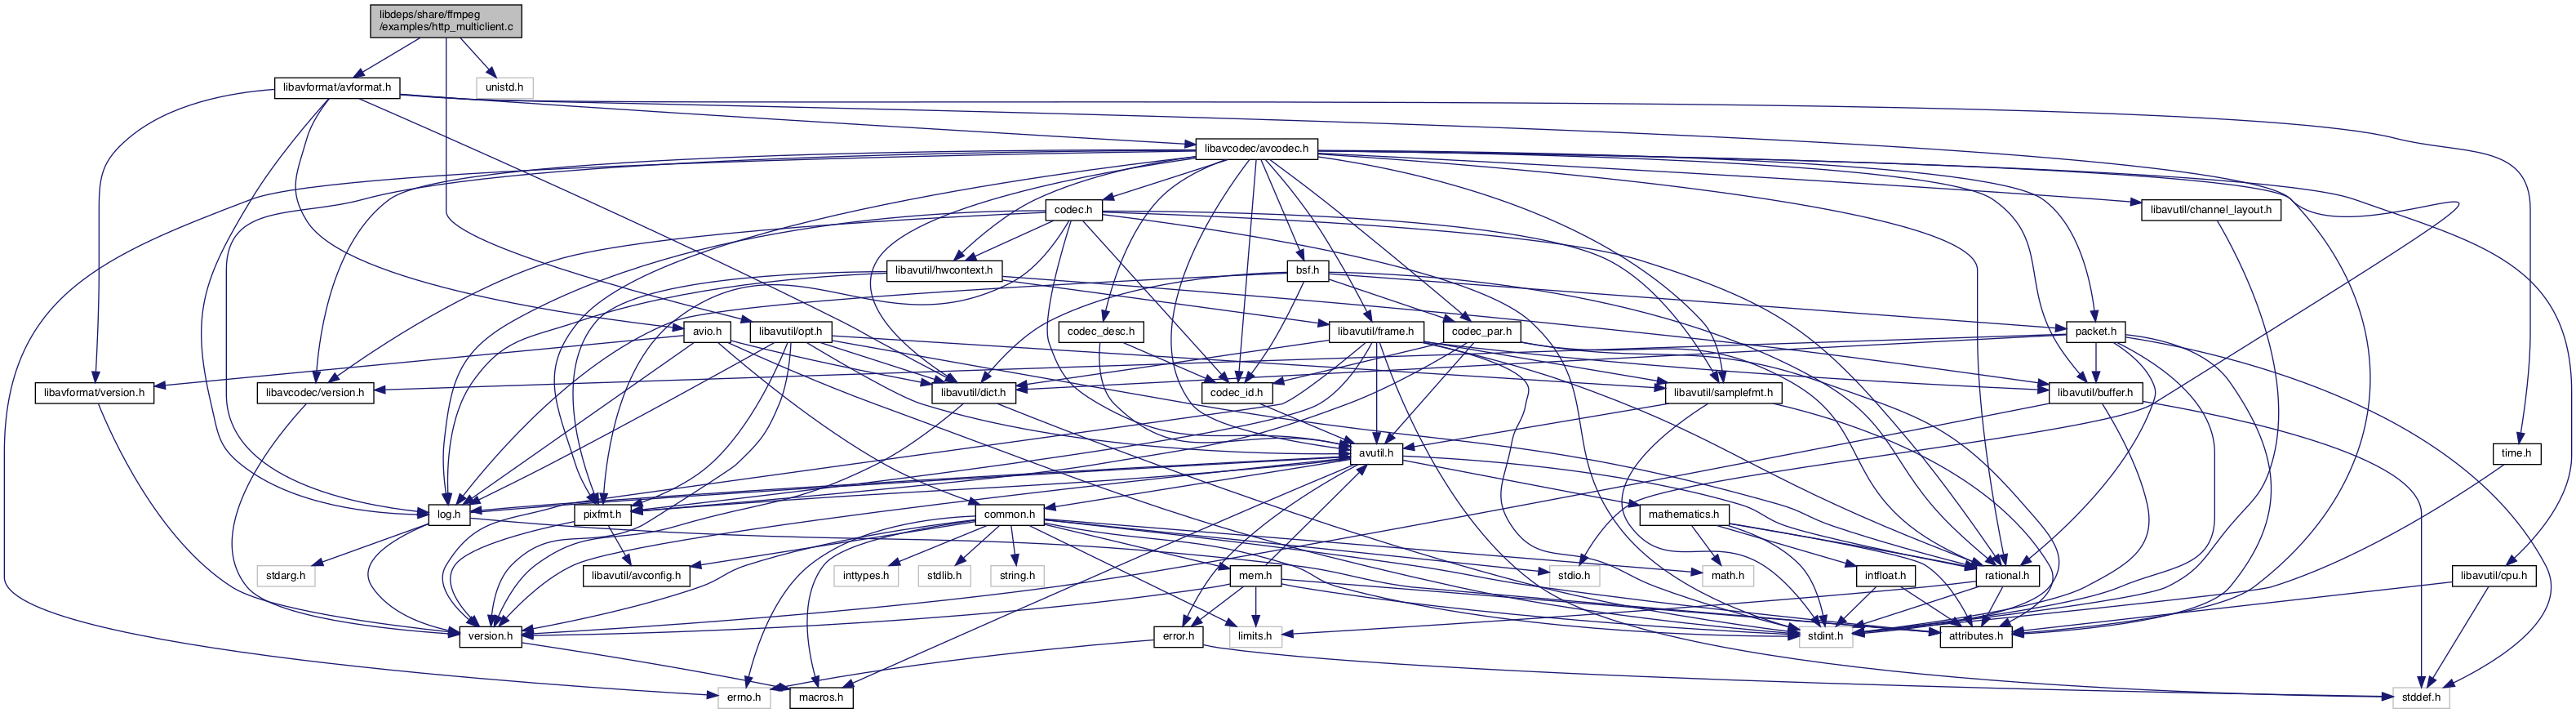 libdeps/share/ffmpeg
/examples/http_multiclient.c
libavformat/avformat.h
unistd.h
libavcodec/avcodec.h
codec.h
libavutil/channel_layout.h
libavutil/hwcontext.h
bsf.h
avio.h
libavutil/opt.h
codec_desc.h
libavutil/frame.h
codec_par.h
packet.h
libavformat/version.h
libavcodec/version.h
libavutil/dict.h
codec_id.h
libavutil/samplefmt.h
libavutil/buffer.h
avutil.h
time.h
log.h
pixfmt.h
common.h
mathematics.h
stdarg.h
libavutil/avconfig.h
inttypes.h
stdlib.h
string.h
mem.h
stdio.h
math.h
intfloat.h
rational.h
libavutil/cpu.h
version.h
error.h
limits.h
stdint.h
attributes.h
errno.h
macros.h
stddef.h